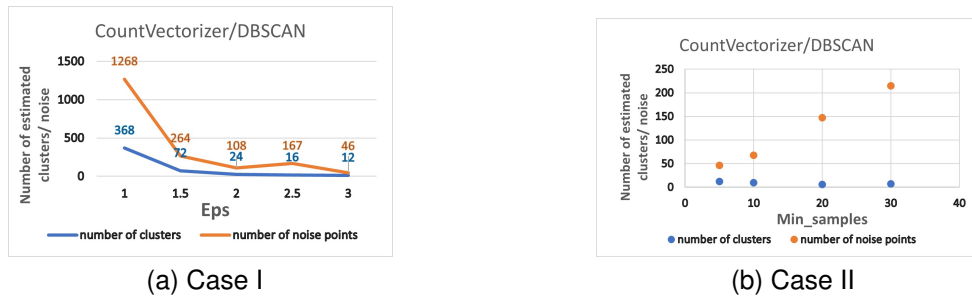 CountVectorizer/DBSCAN
Number of estimated
clusters/ noise
1500
1000
500
0
1268
264
108
167
46
368
72
24
16
12
1
1.5
2
2.5
3
Eps
number of clusters
number of noise points
(a) Case I
CountVectorizer/DBSCAN
Number of estimated
clusters/ noise
250
200
150
100
50
0
0
10
20
30
40
Min_samples
number of clusters
number of noise points
(b) Case II